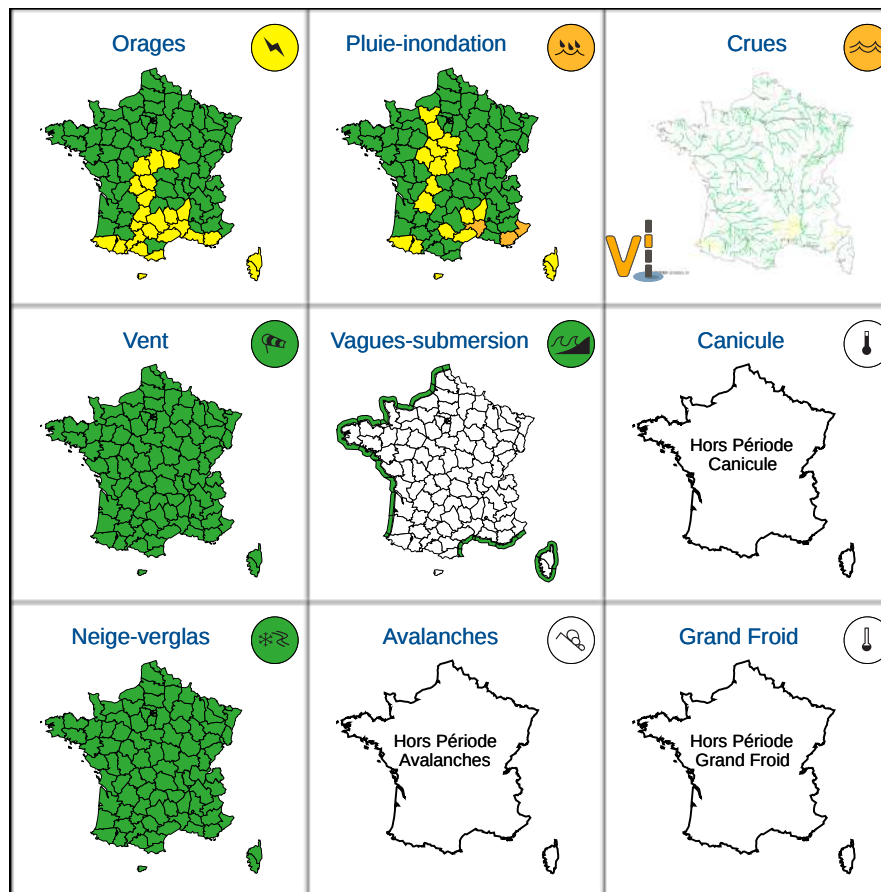 Orages
Pluie-inondation
Crues
Vi
Vent
Vagues-submersion
Canicule
Hors Période
Canicule
Neige-verglas
Avalanches
Grand Froid
Hors Période
Avalanches
Hors Période
Grand Froid